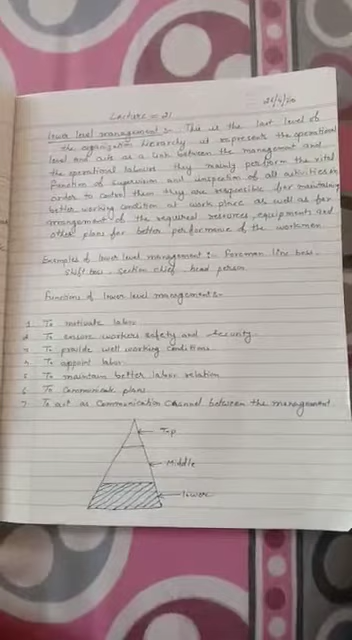 26/4/20
Lecture = 21
Lower level management :- This is the last level of
the organization hierarchy it represents the operational
level and acts as a link between the management and
the operational labours they mainly perform the vital
function of supervision and inspection of all activities in
order to control them they are responsible for maintaining
better working condition at work place as well as for
arrangement of the required resources, equipments and
other plans for better performance of the workmen
Examples of lower level management :- Foreman line boss,
shift boss, section chief, head person
Functions of lower level management :-
1 To motivate labor
2 To ensure workers safety and Security
3 To provide well working conditions
4 To appoint labor
5 To maintain better labor relation
6 To Communicate plans
7 To act as Communication Channel between the management
Top
Middle
lower